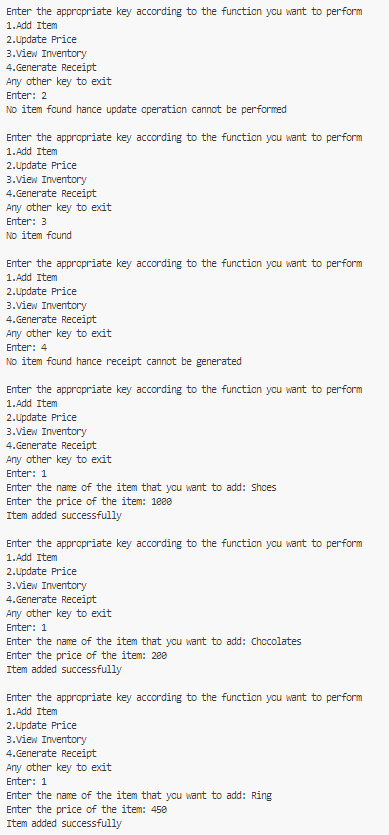 Enter the appropriate key according to the function you want to perform
1.Add Item
2.Update Price
3.View Inventory
4.Generate Receipt
Any other key to exit
Enter: 2
No item found hance update operation cannot be performed
Enter the appropriate key according to the function you want to perform
1.Add Item
2.Update Price
3.View Inventory
4.Generate Receipt
Any other key to exit
Enter: 3
No item found
Enter the appropriate key according to the function you want to perform
1.Add Item
2.Update Price
3.View Inventory
4.Generate Receipt
Any other key to exit
Enter: 4
No item found hance receipt cannot be generated
Enter the appropriate key according to the function you want to perform
1.Add Item
2.Update Price
3.View Inventory
4.Generate Receipt
Any other key to exit
Enter: 1
Enter the name of the item that you want to add: Shoes
Enter the price of the item: 1000
Item added successfully
Enter the appropriate key according to the function you want to perform
1.Add Item
2.Update Price
3.View Inventory
4.Generate Receipt
Any other key to exit
Enter: 1
Enter the name of the item that you want to add: Chocolates
Enter the price of the item: 200
Item added successfully
Enter the appropriate key according to the function you want to perform
1.Add Item
2.Update Price
3.View Inventory
4.Generate Receipt
Any other key to exit
Enter: 1
Enter the name of the item that you want to add: Ring
Enter the price of the item: 450
Item added successfully